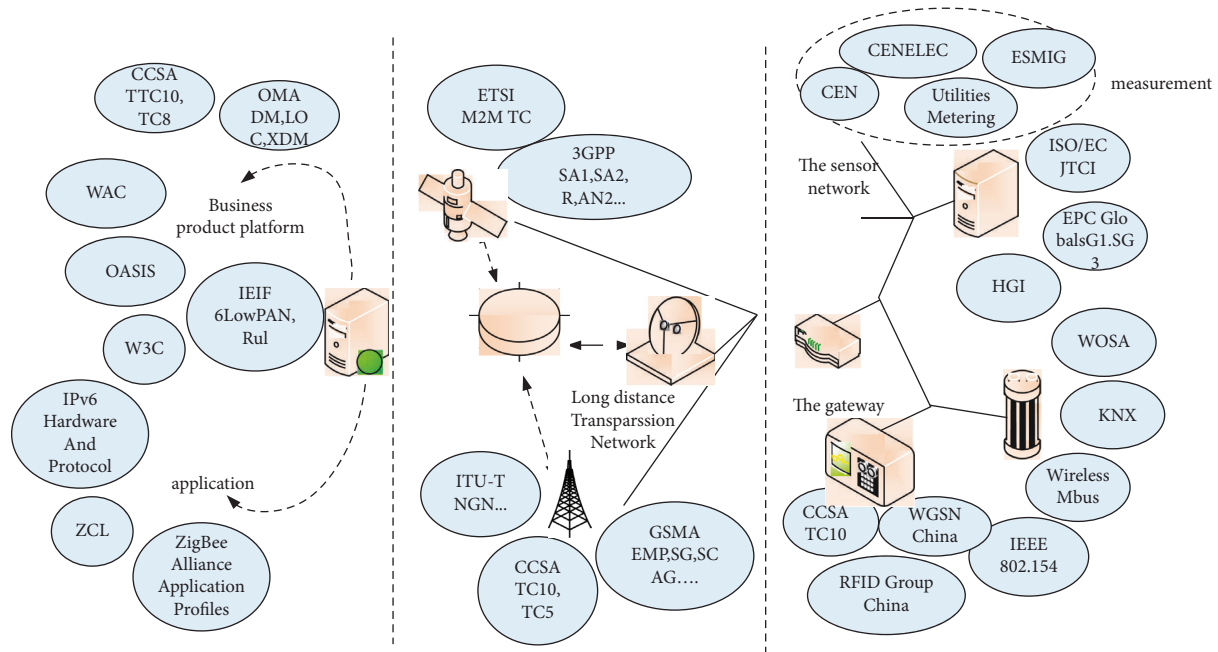 CCSA
TTC10,
TC8
OMA
DM,LO
C,XDM
WAC
Business
product platform
OASIS
IEIF
6LowPAN,
Rul
W3C
IPv6
Hardware
And
Protocol
application
ZCL
ZigBee
Alliance
Application
Profiles
ETSI
M2M TC
3GPP
SA1,SA2,
R,AN2...
Long distance
Transparssion
Network
ITU-T
NGN...
CCSA
TC10,
TC5
GSMA
EMP,SG,SC
AG....
CENELEC
ESMIG
CEN
Utilities
Metering
measurement
The sensor
network
ISO/EC
JTCI
EPC Glo
balsG1.SG
3
HGI
WOSA
KNX
The gateway
Wireless
Mbus
CCSA
TC10
WGSN
China
IEEE
802.154
RFID Group
China